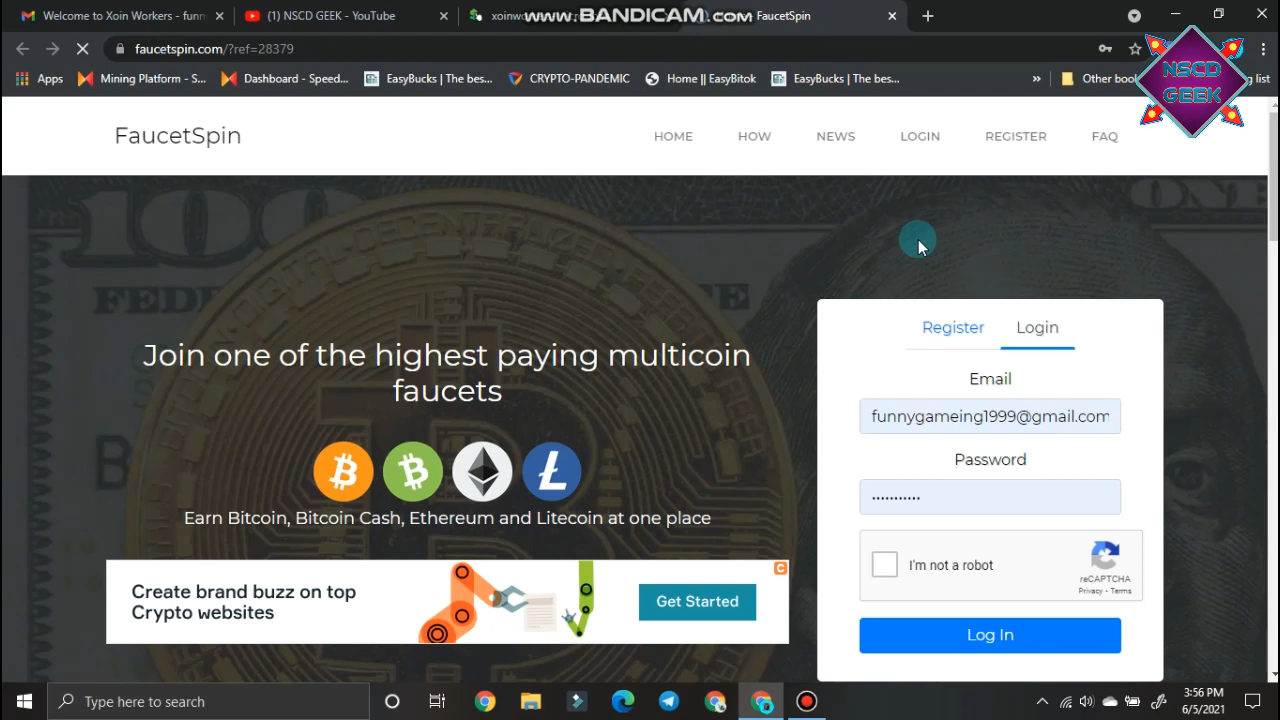 Welcome to Xoin Workers - funn
(1) NSCD GEEK - YouTube
xoinwo
www.BANDICAM.com
FaucetSpin
faucetspin.com/?ref=28379
Apps
Mining Platform - S...
Dashboard - Speed...
EasyBucks | The bes...
CRYPTO-PANDEMIC
Home || EasyBitok
EasyBucks | The bes...
»
Other boo
g list
NSCD
GEEK
FaucetSpin
HOME
HOW
NEWS
LOGIN
REGISTER
FAQ
Join one of the highest paying multicoin
faucets
Earn Bitcoin, Bitcoin Cash, Ethereum and Litecoin at one place
Create brand buzz on top
Crypto websites
Get Started
Register
Login
Email
funnygameing1999@gmail.com
Password
•••••••••••
I'm not a robot
reCAPTCHA
Privacy - Terms
Log In
Type here to search
3:56 PM
6/5/2021